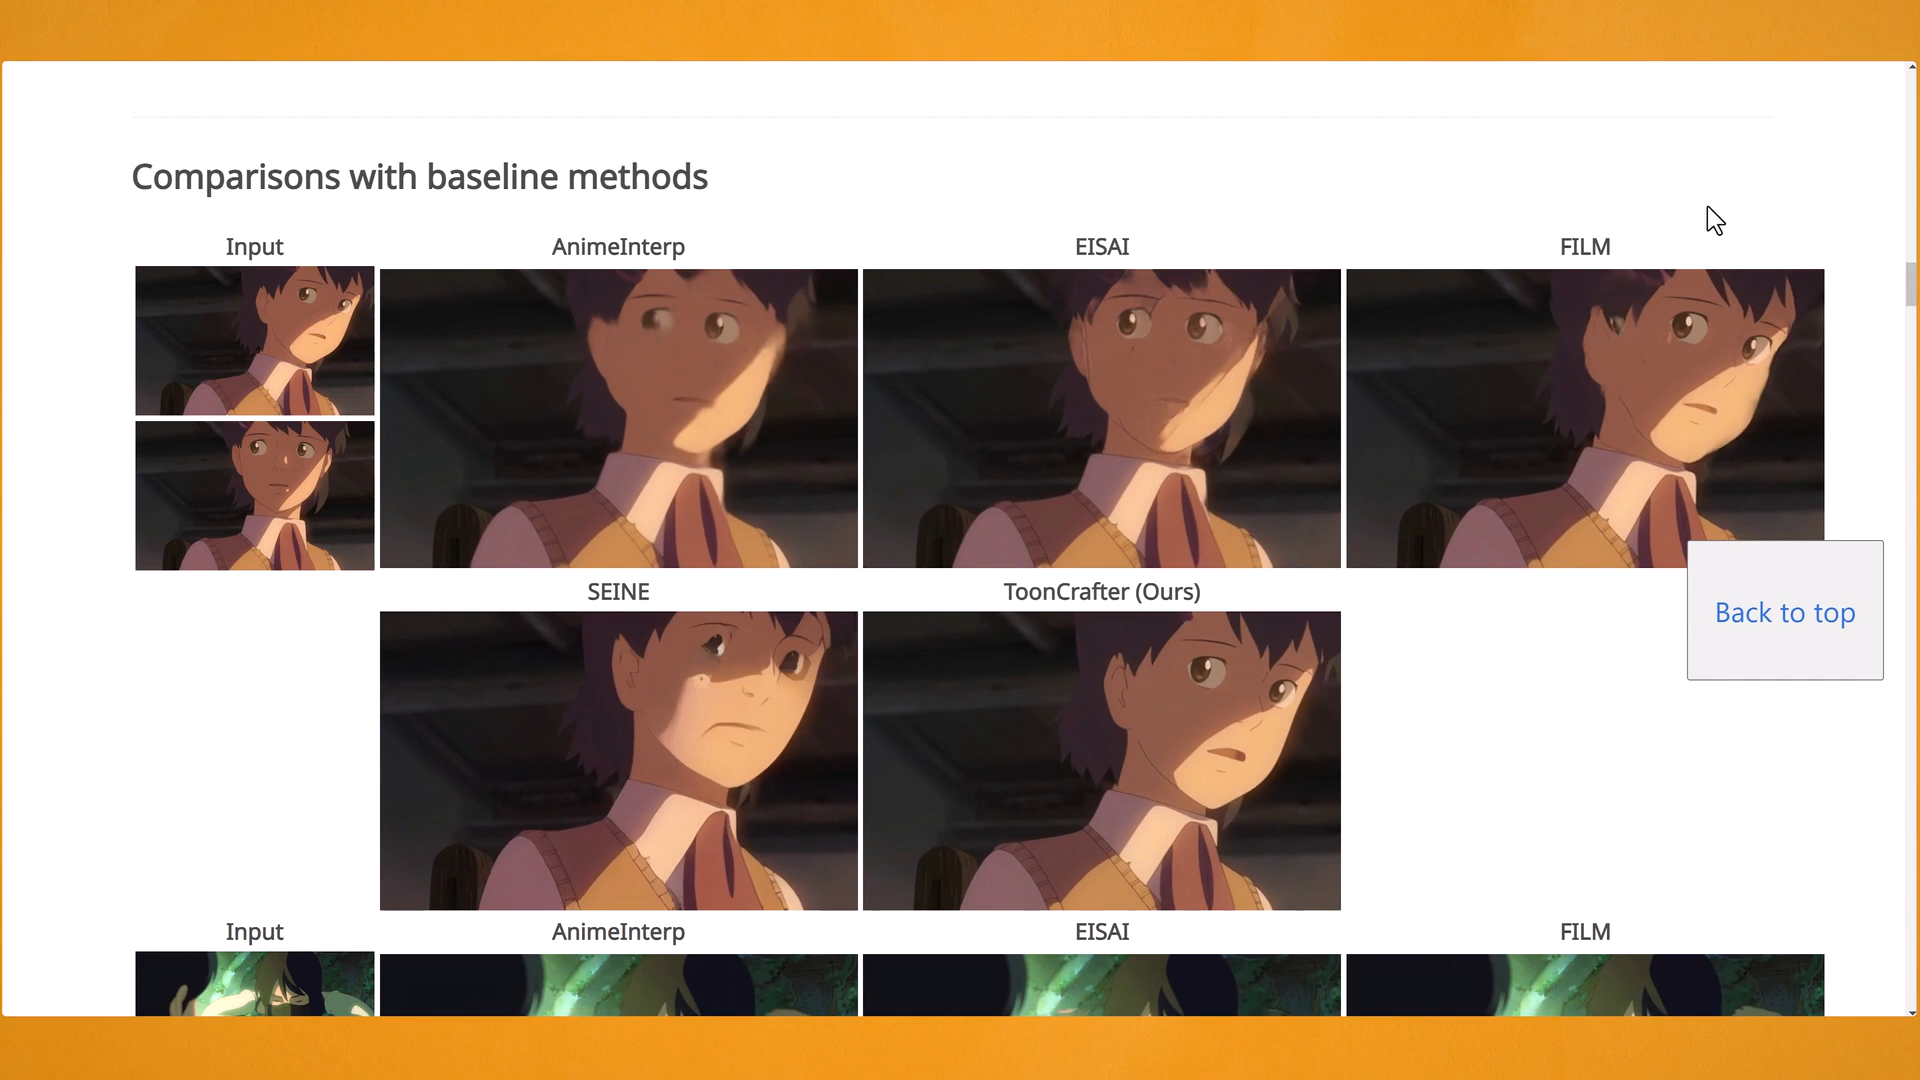 Comparisons with baseline methods
Input
AnimeInterp
EISAI
FILM
SEINE
ToonCrafter (Ours)
Back to top
Input
AnimeInterp
EISAI
FILM